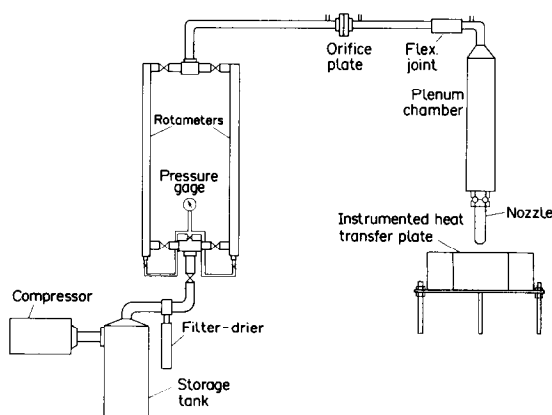 Orifice
plate
Flex.
joint
Plenum
chamber
Rotameters
Pressure
gage
Nozzle
Instrumented heat
transfer plate
Compressor
Filter-drier
Storage
tank